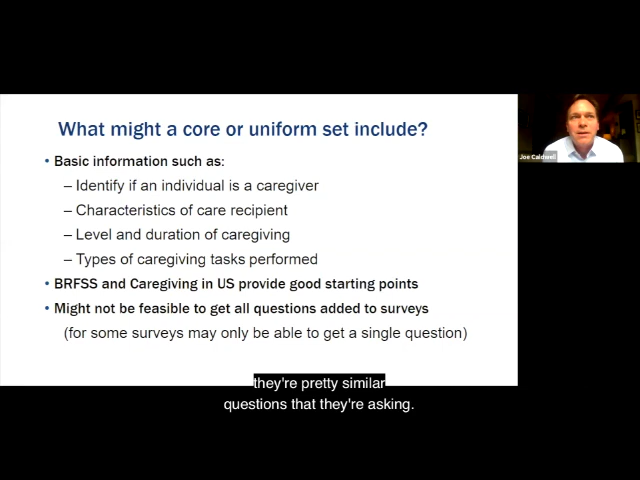 What might a core or uniform set include?
• Basic information such as:
– Identify if an individual is a caregiver
– Characteristics of care recipient
– Level and duration of caregiving
– Types of caregiving tasks performed
• BRFSS and Caregiving in US provide good starting points
• Might not be feasible to get all questions added to surveys
(for some surveys may only be able to get a single question)
Joe Caldwell
they're pretty similar
questions that they're asking.